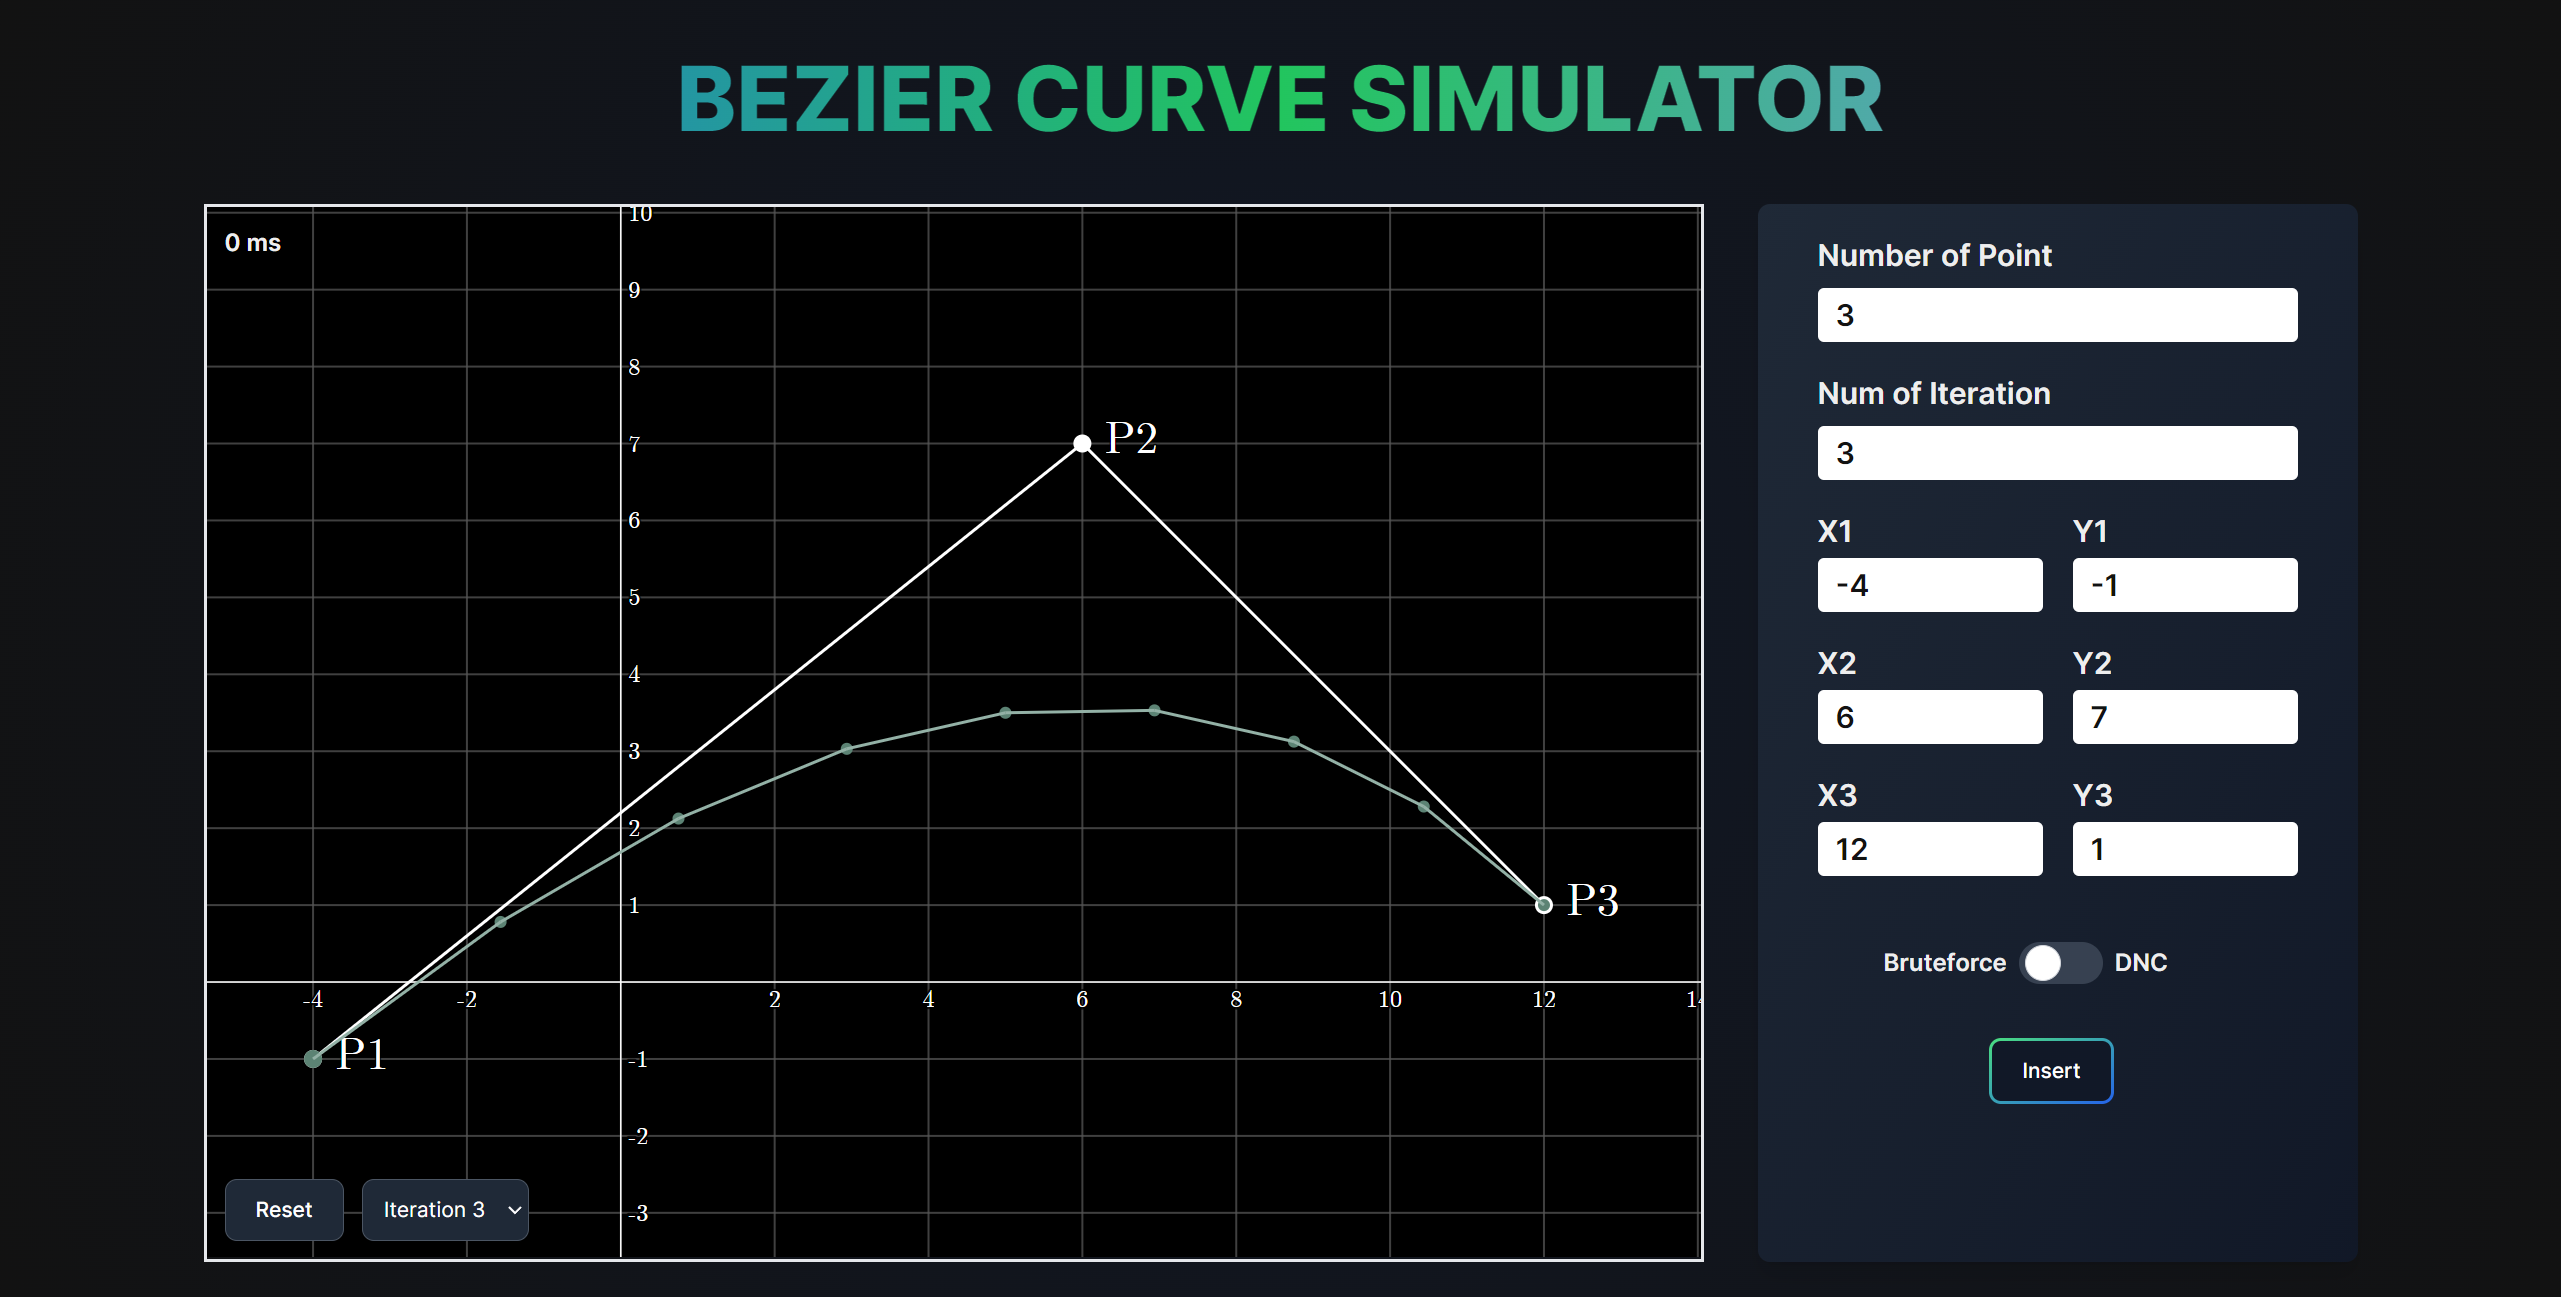 BEZIER CURVE SIMULATOR
0 ms
10
9
8
7
6
5
4
3
2
1
-1
-2
-3
-4 -2 2 4 6 8 10 12
P1
P2
P3
Reset
Iteration 3
Number of Point
3
Num of Iteration
3
X1 Y1
-4 -1
X2 Y2
6 7
X3 Y3
12 1
Bruteforce DNC
Insert